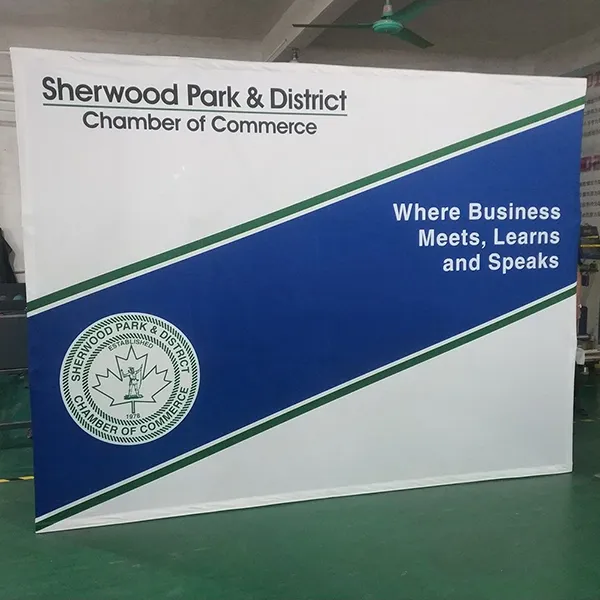 Sherwood Park & District
Chamber of Commerce
Where Business
Meets, Learns
and Speaks
SHERWOOD PARK & DISTRICT
ESTABLISHED
1978
CHAMBER OF COMMERCE